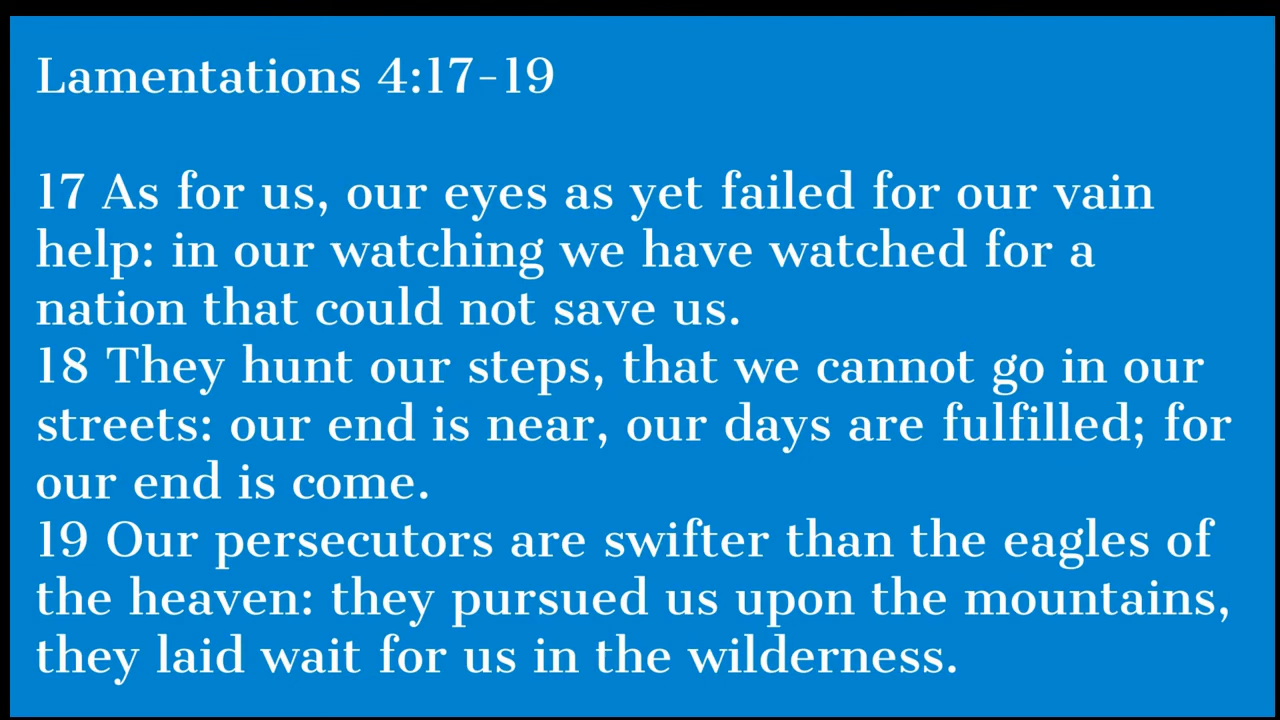 Lamentations 4:17-19
17 As for us, our eyes as yet failed for our vain
help: in our watching we have watched for a
nation that could not save us.
18 They hunt our steps, that we cannot go in our
streets: our end is near, our days are fulfilled; for
our end is come.
19 Our persecutors are swifter than the eagles of
the heaven: they pursued us upon the mountains,
they laid wait for us in the wilderness.